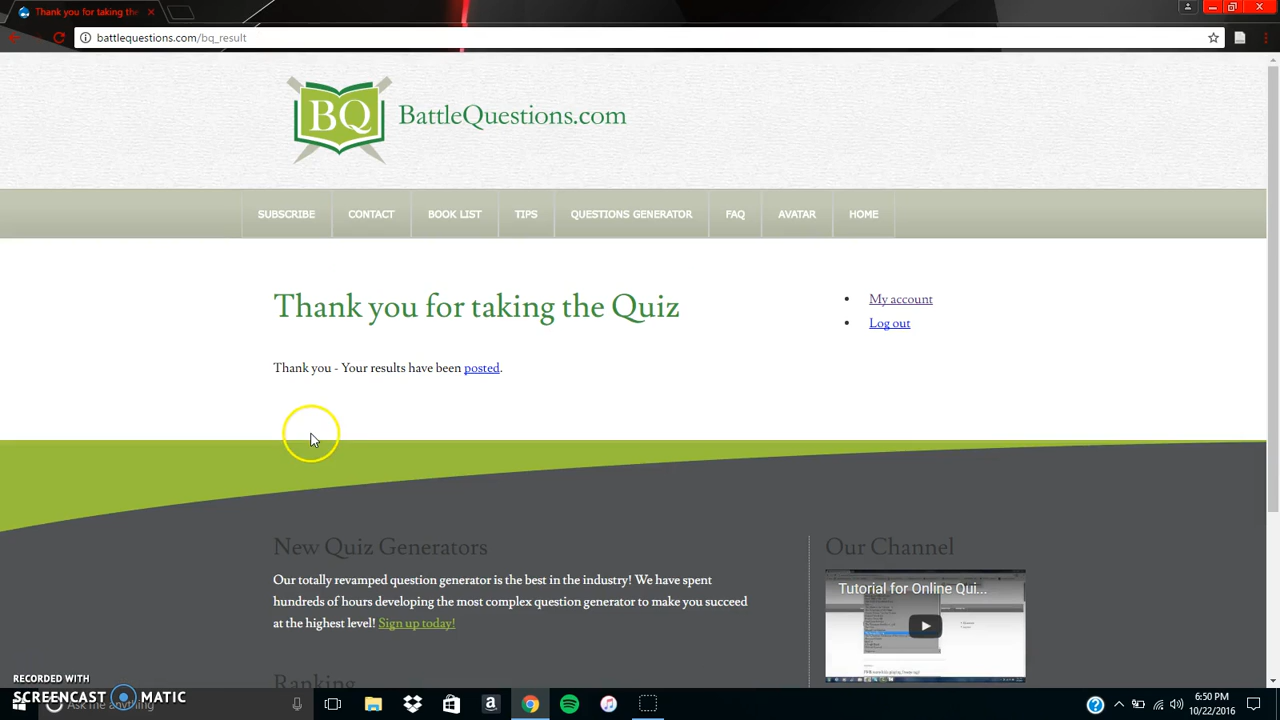 Thank you for taking the
battlequestions.com/bq_result
BQ BattleQuestions.com
SUBSCRIBE CONTACT BOOK LIST TIPS QUESTIONS GENERATOR FAQ AVATAR HOME
Thank you for taking the Quiz
Thank you - Your results have been posted.
• My account
• Log out
New Quiz Generators
Our totally revamped question generator is the best in the industry! We have spent
hundreds of hours developing the most complex question generator to make you succeed
at the highest level! Sign up today!
Ranking
Our Channel
Tutorial for Online Qui...
RECORDED WITH
SCREENCAST MATIC
Ask me anything
6:50 PM
10/22/2016